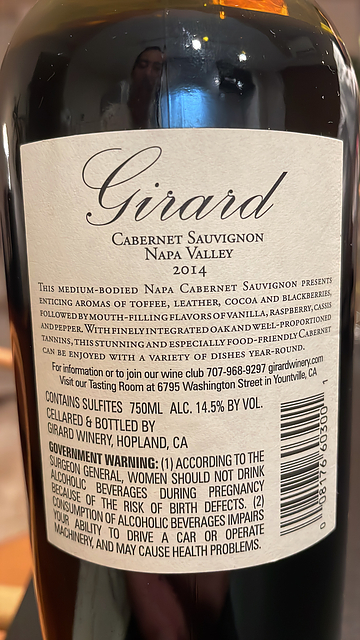 Girard
CABERNET SAUVIGNON
NAPA VALLEY
2014
THIS MEDIUM-BODIED NAPA CABERNET SAUVIGNON PRESENTS
ENTICING AROMAS OF TOFFEE, LEATHER, COCOA AND BLACKBERRIES,
FOLLOWED BY MOUTH-FILLING FLAVORS OF VANILLA, RASPBERRY, CASSIS
AND PEPPER. WITH FINELY INTEGRATED OAK AND WELL-PROPORTIONED
TANNINS, THIS STUNNING AND ESPECIALLY FOOD-FRIENDLY CABERNET
CAN BE ENJOYED WITH A VARIETY OF DISHES YEAR-ROUND.
For information or to join our wine club 707-968-9297 girardwinery.com
Visit our Tasting Room at 6795 Washington Street in Yountville, CA
CONTAINS SULFITES 750ML ALC. 14.5% BY VOL.
CELLARED & BOTTLED BY
GIRARD WINERY, HOPLAND, CA
GOVERNMENT WARNING: (1) ACCORDING TO THE
SURGEON GENERAL, WOMEN SHOULD NOT DRINK
ALCOHOLIC BEVERAGES DURING PREGNANCY
BECAUSE OF THE RISK OF BIRTH DEFECTS. (2)
CONSUMPTION OF ALCOHOLIC BEVERAGES IMPAIRS
YOUR ABILITY TO DRIVE A CAR OR OPERATE
MACHINERY, AND MAY CAUSE HEALTH PROBLEMS.
0 98776 60300 1